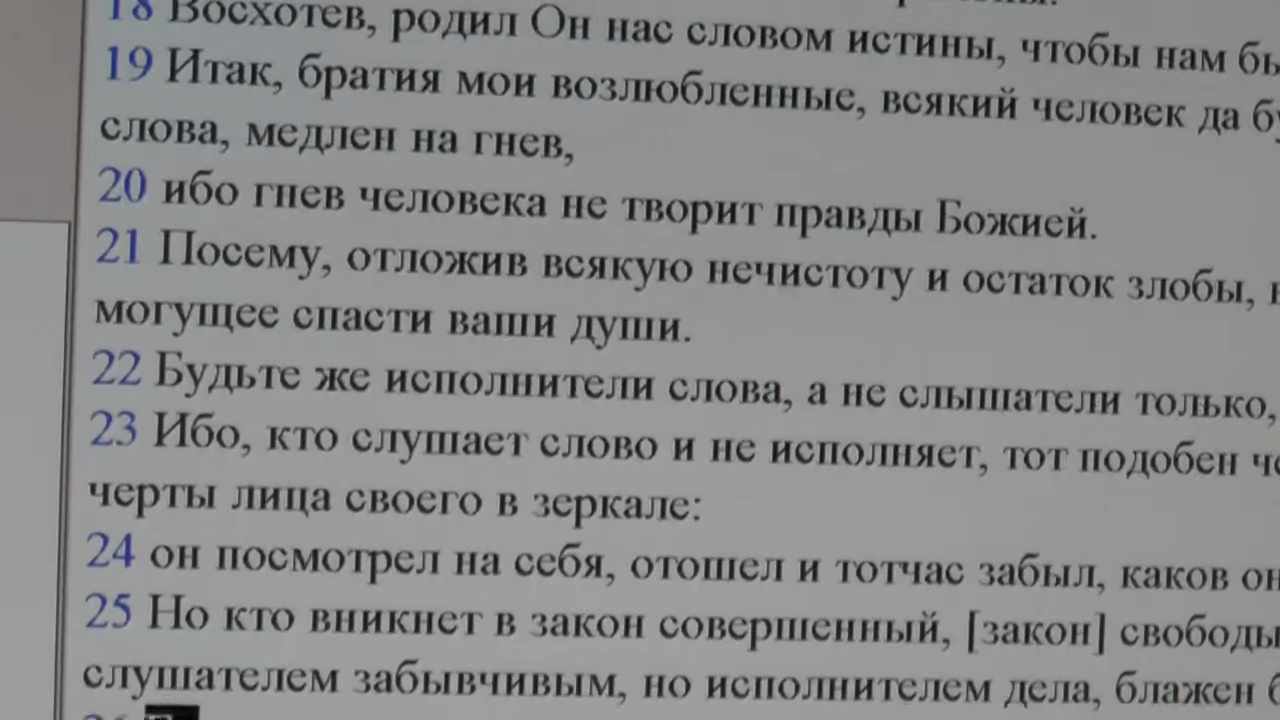 18 Восхотев, родил Он нас словом истины, чтобы нам
19 Итак, братия мои возлюбленные, всякий человек да
слова, медлен на гнев,
20 ибо гнев человека не творит правды Божией.
21 Посему, отложив всякую нечистоту и остаток злобы,
могущее спасти ваши души.
22 Будьте же исполнители слова, а не слышатели только,
23 Ибо, кто слушает слово и не исполняет, тот подобен
черты лица своего в зеркале:
24 он посмотрел на себя, отошел и тотчас забыл, каков он
25 Но кто вникнет в закон совершенный, [закон] свободы
слушателем забывчивым, но исполнителем дела, блажен